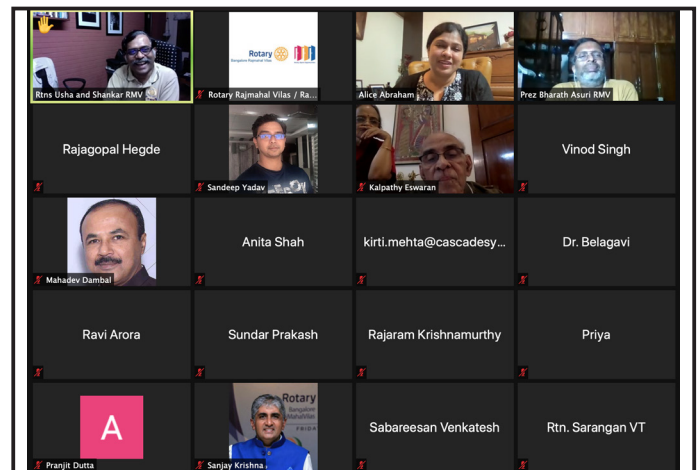 Rotary
Rtns Usha and Shankar RMV
Rotary Rajmahal Vilas / Ra...
Alice Abraham
Prez Bharath Asuri RMV
Rajagopal Hegde
Sandeep Yadav
Kalpathy Eswaran
Vinod Singh
Mahadev Dambal
Anita Shah
kirti.mehta@cascadesy...
Dr. Belagavi
Ravi Arora
Sundar Prakash
Rajaram Krishnamurthy
Priya
A
Pranjit Dutta
Rotary
Bangalore
Sanjay Krishna
Sabareesan Venkatesh
Rtn. Sarangan VT